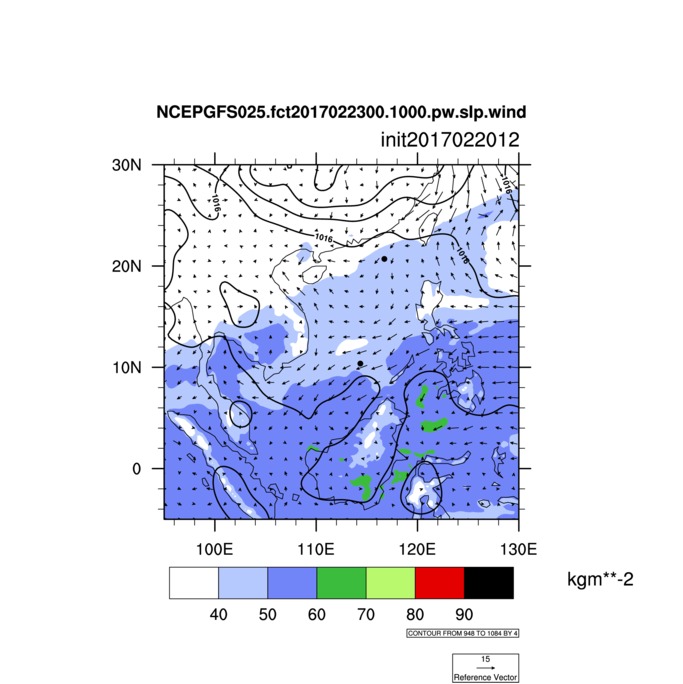 NCEPGFS025.fct2017022300.1000.pw.slp.wind
init2017022012
30N
20N
10N
0
1016
1016
1016
1016
100E
110E
120E
130E
kgm**-2
40
50
60
70
80
90
CONTOUR FROM 948 TO 1084 BY 4
15
Reference Vector